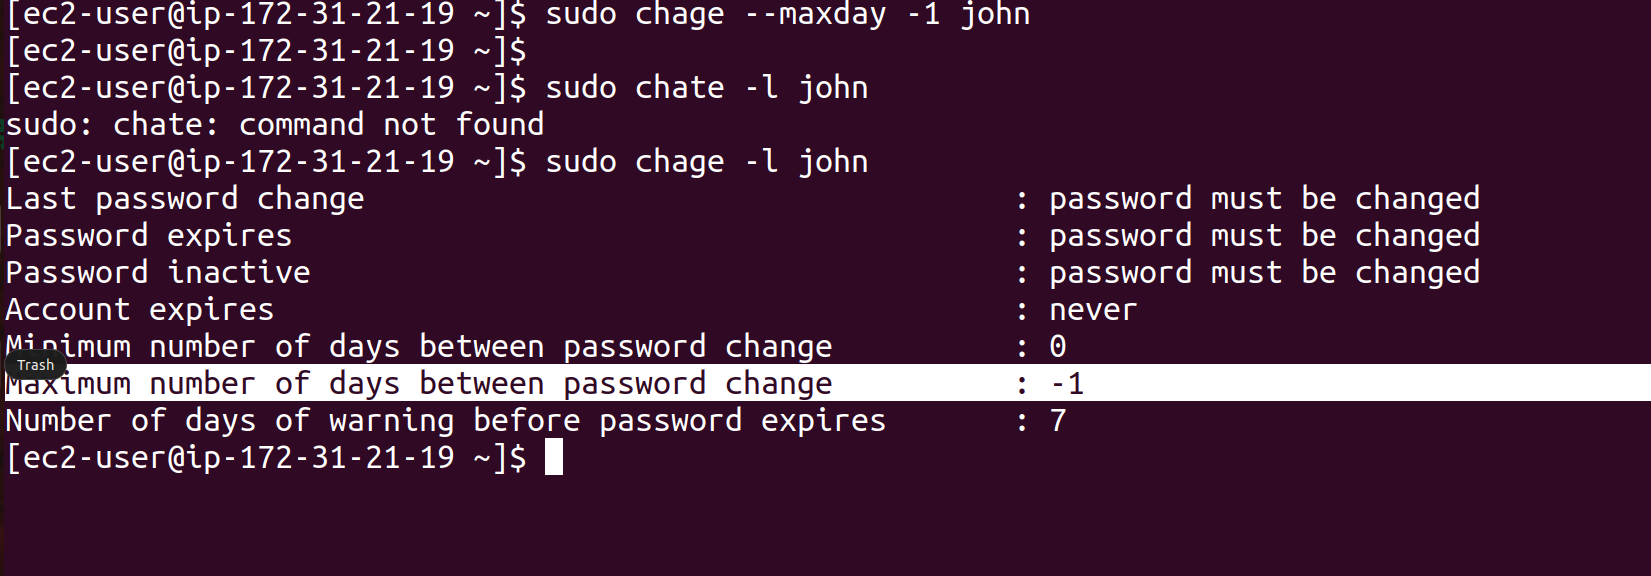 [ec2-user@ip-172-31-21-19 ~]$ sudo chage --maxday -1 john
[ec2-user@ip-172-31-21-19 ~]$
[ec2-user@ip-172-31-21-19 ~]$ sudo chate -l john
sudo: chate: command not found
[ec2-user@ip-172-31-21-19 ~]$ sudo chage -l john
Last password change : password must be changed
Password expires : password must be changed
Password inactive : password must be changed
Account expires : never
Minimum number of days between password change : 0
Trash
Maximum number of days between password change : -1
Number of days of warning before password expires : 7
[ec2-user@ip-172-31-21-19 ~]$